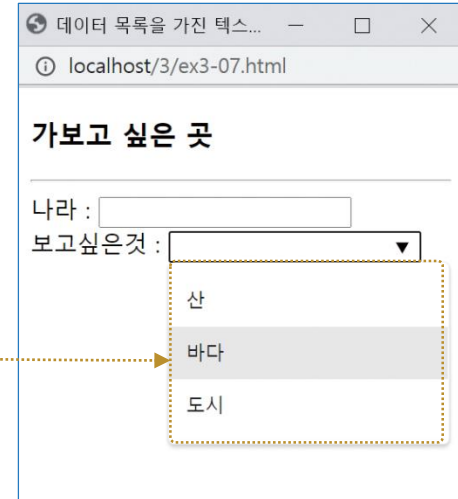 데이터 목록을 가진 텍스...
localhost/3/ex3-07.html
가보고 싶은 곳
나라 :
보고싶은것 :
산
바다
도시